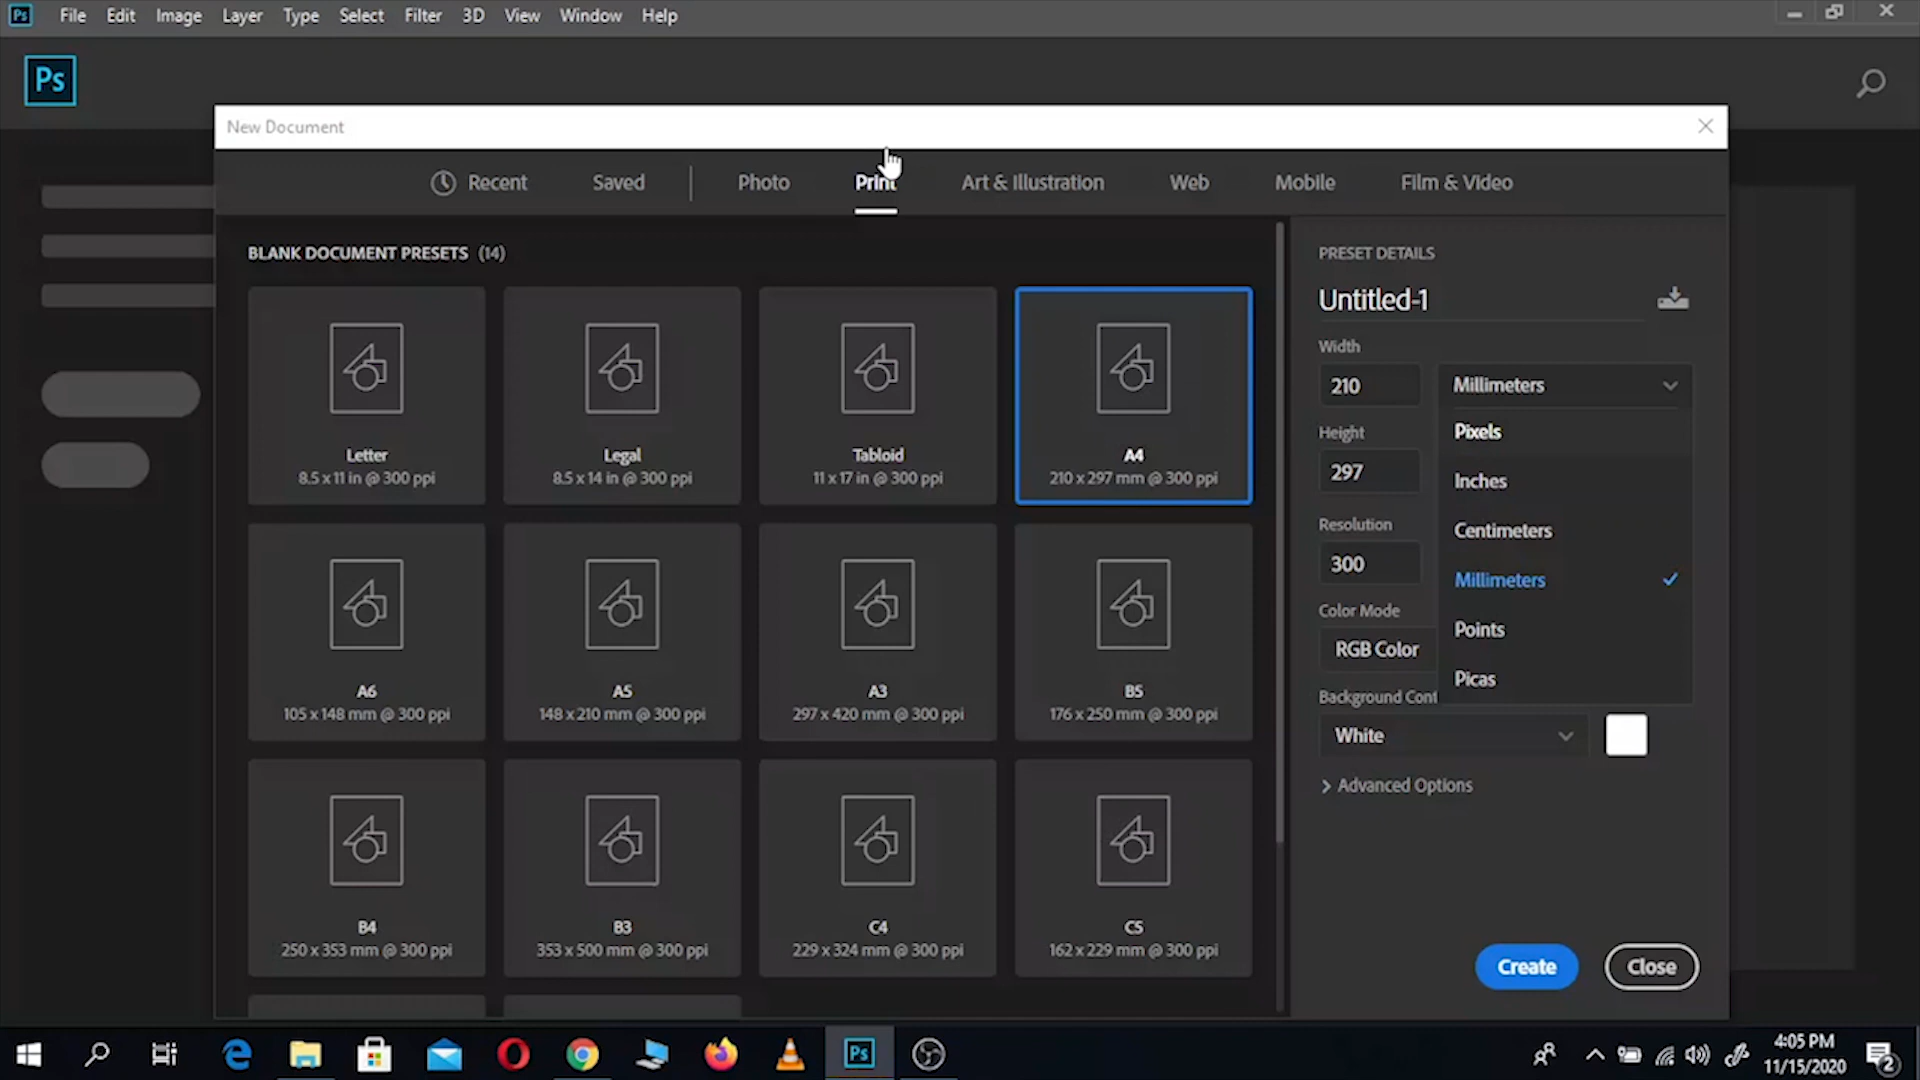 Ps File Edit Image Layer Type Select Filter 3D View Window Help
Ps
New Document
Recent Saved Photo Print Art & Illustration Web Mobile Film & Video
BLANK DOCUMENT PRESETS (14)
Letter
8.5 x 11 in @ 300 ppi
Legal
8.5 x 14 in @ 300 ppi
Tabloid
11 x 17 in @ 300 ppi
A4
210 x 297 mm @ 300 ppi
A6
105 x 148 mm @ 300 ppi
A5
148 x 210 mm @ 300 ppi
A3
297 x 420 mm @ 300 ppi
B5
176 x 250 mm @ 300 ppi
B4
250 x 353 mm @ 300 ppi
B3
353 x 500 mm @ 300 ppi
C4
229 x 324 mm @ 300 ppi
C5
162 x 229 mm @ 300 ppi
PRESET DETAILS
Untitled-1
Width
210 Millimeters
Height
297
Resolution
300
Color Mode
RGB Color
Background Cont
White
Pixels
Inches
Centimeters
Millimeters
Points
Picas
Advanced Options
Create Close
Ps
4:05 PM
11/15/2020
2